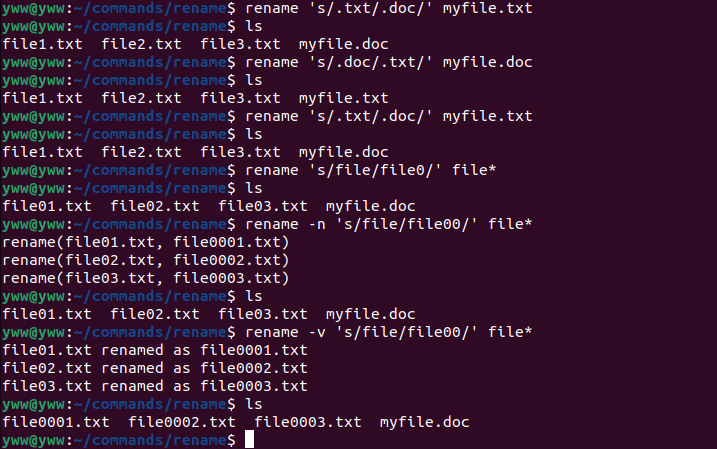 yww@yww:~/commands/rename$ rename 's/.txt/.doc/' myfile.txt
yww@yww:~/commands/rename$ ls
file1.txt  file2.txt  file3.txt  myfile.doc
yww@yww:~/commands/rename$ rename 's/.doc/.txt/' myfile.doc
yww@yww:~/commands/rename$ ls
file1.txt  file2.txt  file3.txt  myfile.txt
yww@yww:~/commands/rename$ rename 's/.txt/.doc/' myfile.txt
yww@yww:~/commands/rename$ ls
file1.txt  file2.txt  file3.txt  myfile.doc
yww@yww:~/commands/rename$ rename 's/file/file0/' file*
yww@yww:~/commands/rename$ ls
file01.txt  file02.txt  file03.txt  myfile.doc
yww@yww:~/commands/rename$ rename -n 's/file/file00/' file*
rename(file01.txt, file0001.txt)
rename(file02.txt, file0002.txt)
rename(file03.txt, file0003.txt)
yww@yww:~/commands/rename$ ls
file01.txt  file02.txt  file03.txt  myfile.doc
yww@yww:~/commands/rename$ rename -v 's/file/file00/' file*
file01.txt renamed as file0001.txt
file02.txt renamed as file0002.txt
file03.txt renamed as file0003.txt
yww@yww:~/commands/rename$ ls
file0001.txt  file0002.txt  file0003.txt  myfile.doc
yww@yww:~/commands/rename$